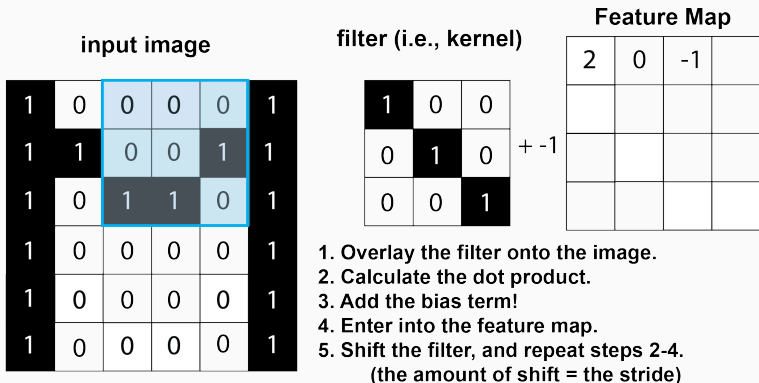 input image
filter (i.e., kernel)
Feature Map
1 0 0 0 0 1
1 1 0 0 1 1
1 0 1 1 0 1
1 0 0 0 0 1
1 0 0 0 0 1
1 0 0 0 0 1
1 0 0
0 1 0
0 0 1
+ -1
2 0 -1
1. Overlay the filter onto the image.
2. Calculate the dot product.
3. Add the bias term!
4. Enter into the feature map.
5. Shift the filter, and repeat steps 2-4.
(the amount of shift = the stride)